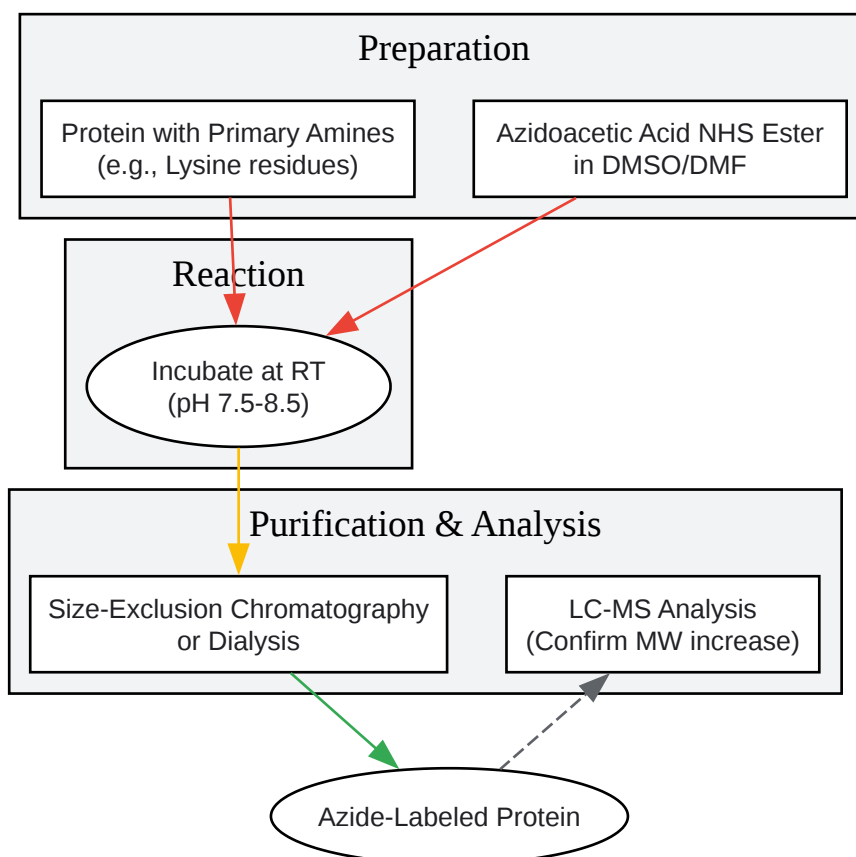 Preparation
Protein with Primary Amines
(e.g., Lysine residues)
Azidoacetic Acid NHS Ester
in DMSO/DMF
Reaction
Incubate at RT
(pH 7.5-8.5)
Purification & Analysis
Size-Exclusion Chromatography
or Dialysis
LC-MS Analysis
(Confirm MW increase)
Azide-Labeled Protein